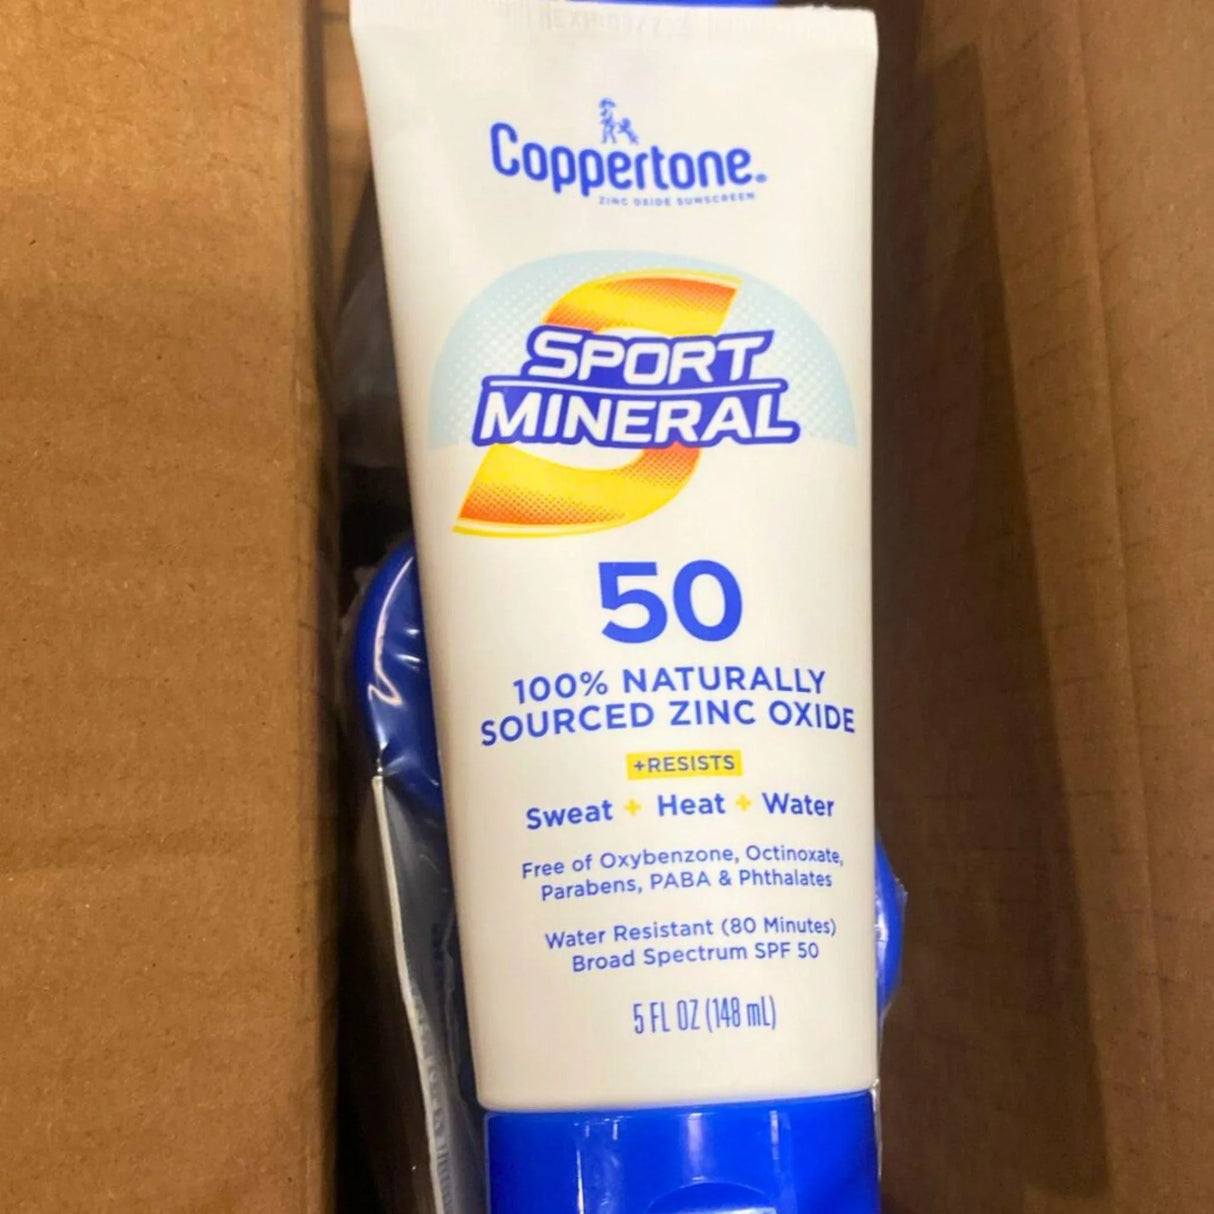 Coppertone®
ZINC OXIDE SUNSCREEN
SPORT
MINERAL
50
100% NATURALLY
SOURCED ZINC OXIDE
+RESISTS
Sweat + Heat + Water
Free of Oxybenzone, Octinoxate,
Parabens, PABA & Phthalates
Water Resistant (80 Minutes)
Broad Spectrum SPF 50
5 FL OZ (148 mL)